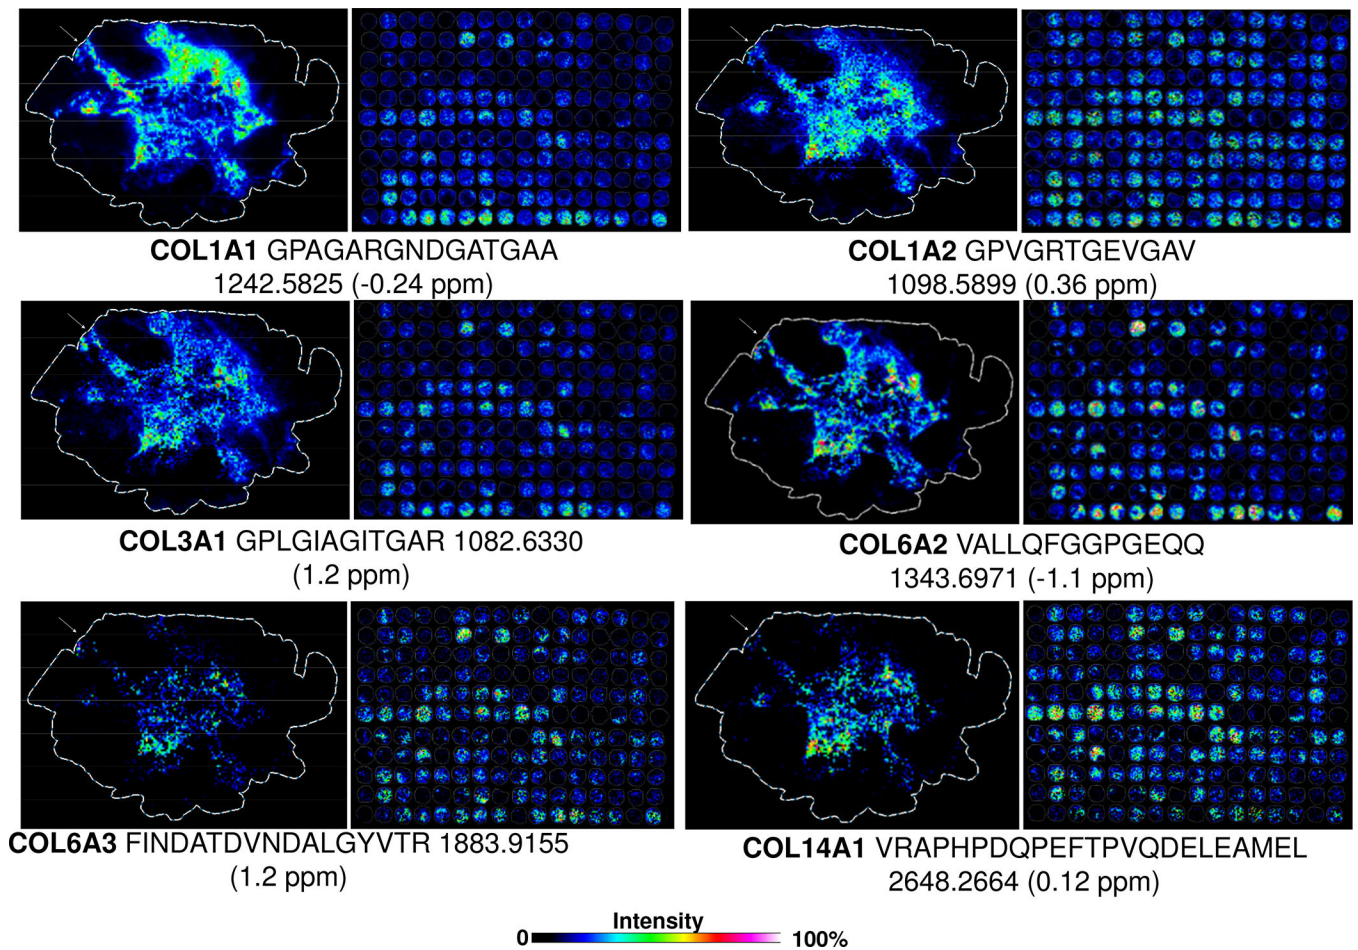 COL1A1 GPAGARGNDGATGAA
1242.5825 (-0.24 ppm)
COL1A2 GPVGRTGEVGAV
1098.5899 (0.36 ppm)
COL3A1 GPLGIAGITGAR 1082.6330
(1.2 ppm)
COL6A2 VALLQFGGPGEQQ
1343.6971 (-1.1 ppm)
COL6A3 FINDATDVNDALGYVTR 1883.9155
(1.2 ppm)
COL14A1 VRAPHPDQPEFTPVQDELEAMEL
2648.2664 (0.12 ppm)
Intensity
0 100%